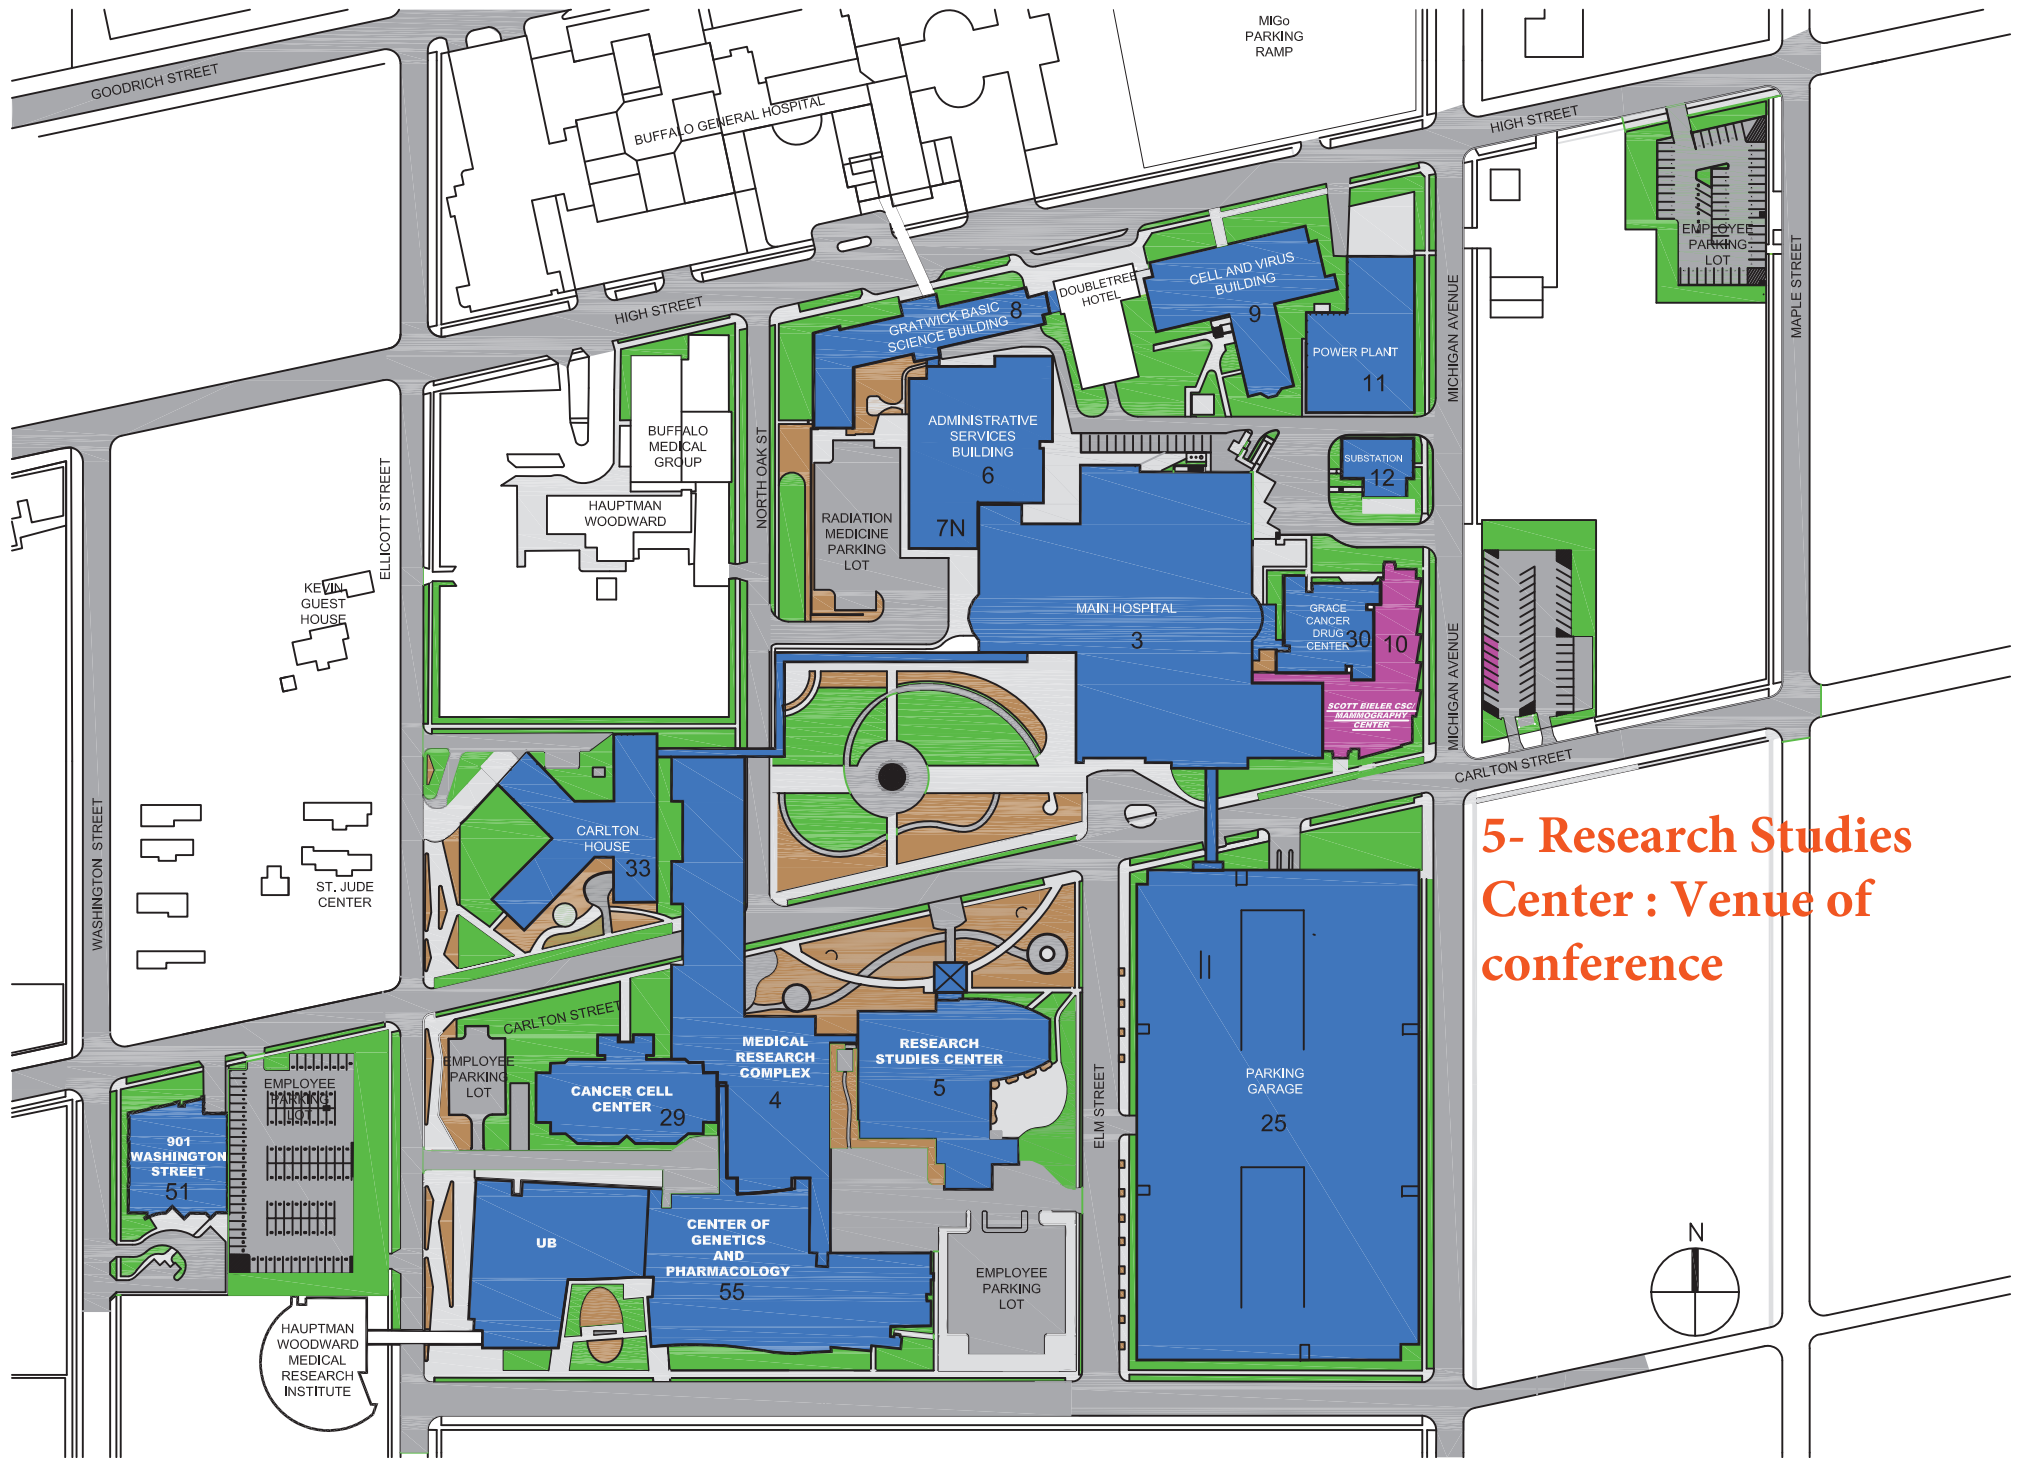 MIGo
PARKING
RAMP
GOODRICH STREET
BUFFALO GENERAL HOSPITAL
HIGH STREET
EMPLOYEE
PARKING
LOT
MAPLE STREET
MICHIGAN AVENUE
CELL AND VIRUS
BUILDING
9
DOUBLETREE
HOTEL
GRATWICK BASIC
SCIENCE BUILDING
8
HIGH STREET
POWER PLANT
11
ADMINISTRATIVE
SERVICES
BUILDING
6
7N
BUFFALO
MEDICAL
GROUP
NORTH OAK ST
SUBSTATION
12
HAUPTMAN
WOODWARD
RADIATION
MEDICINE
PARKING
LOT
ELLICOTT STREET
KEVIN
GUEST
HOUSE
MAIN HOSPITAL
3
GRACE
CANCER
DRUG
CENTER
30
10
MICHIGAN AVENUE
SCOTT BIELER CSC/
MAMMOGRAPHY
CENTER
CARLTON STREET
WASHINGTON STREET
CARLTON
HOUSE
33
ST. JUDE
CENTER
5- Research Studies
Center : Venue of
conference
CARLTON STREET
EMPLOYEE
PARKING
LOT
CANCER CELL
CENTER
29
MEDICAL
RESEARCH
COMPLEX
4
RESEARCH
STUDIES CENTER
5
ELM STREET
PARKING
GARAGE
25
EMPLOYEE
PARKING
LOT
901
WASHINGTON
STREET
51
UB
CENTER OF
GENETICS
AND
PHARMACOLOGY
55
EMPLOYEE
PARKING
LOT
N
HAUPTMAN
WOODWARD
MEDICAL
RESEARCH
INSTITUTE